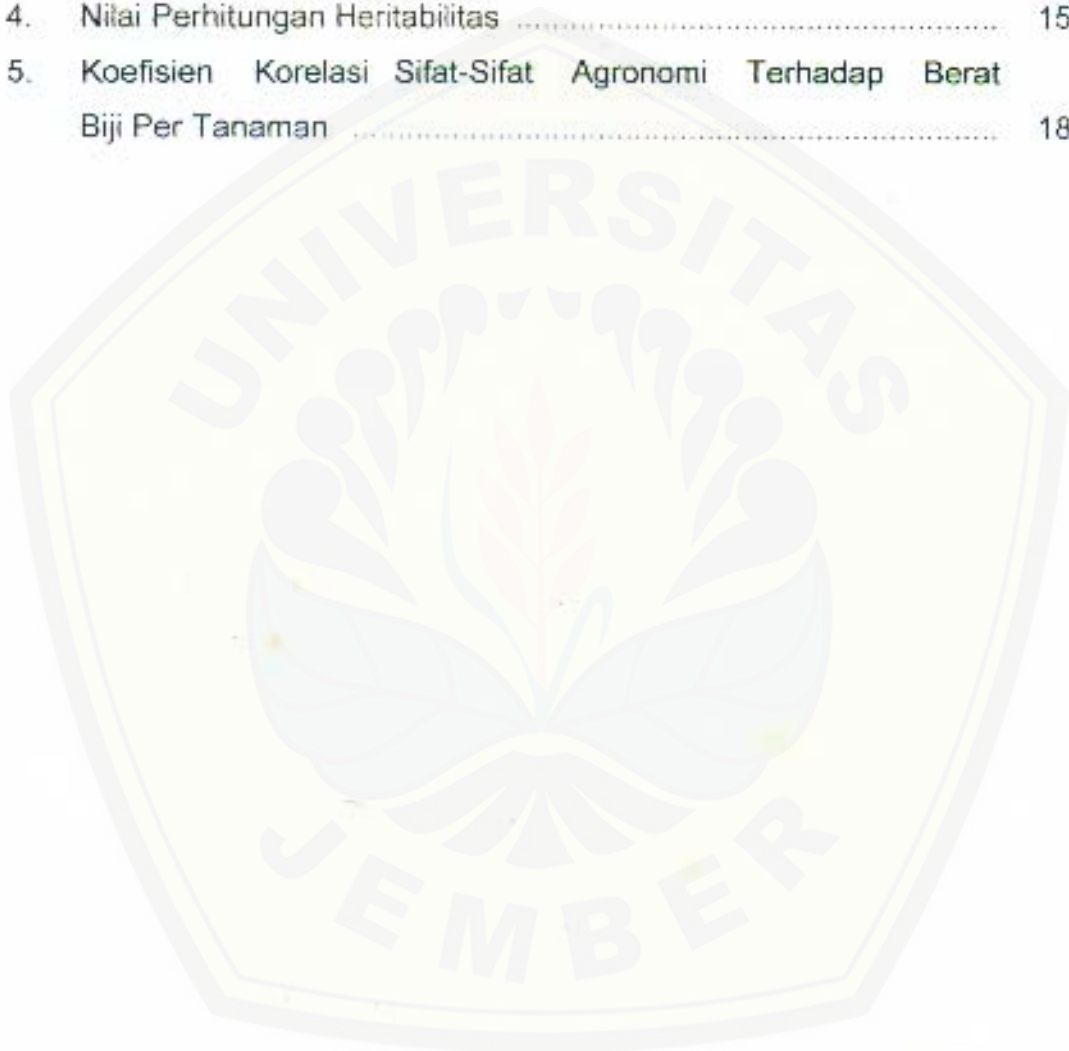 4. Nilai Perhitungan Heritabilitas ........................................................ 15
5. Koefisien Korelasi Sifat-Sifat Agronomi Terhadap Berat
Biji Per Tanaman ........................................................................ 18
UNIVERSITAS
JEMBER